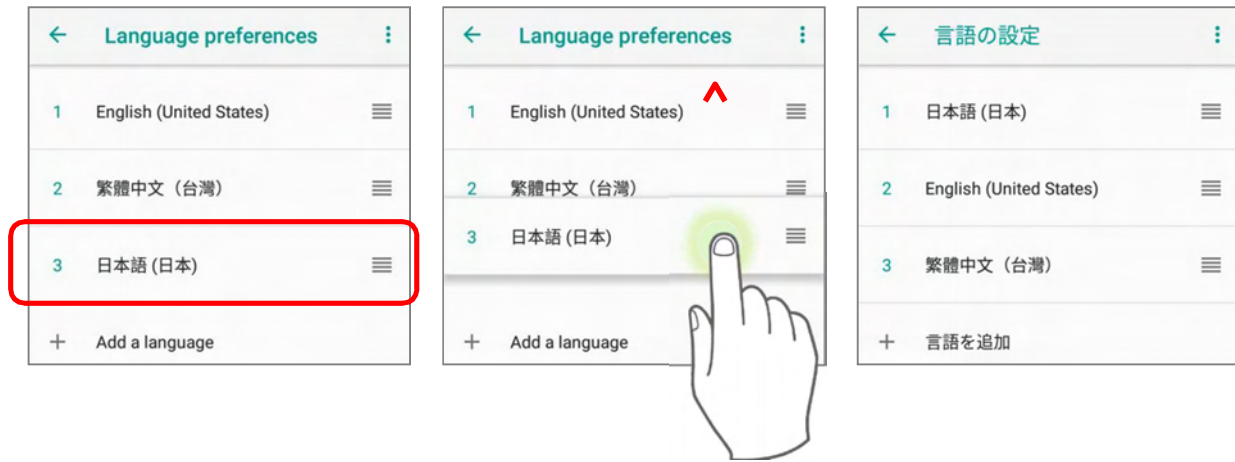 Language preferences
1 English (United States)
2 繁體中文（台灣）
3 日本語 (日本)
+ Add a language
Language preferences
1 English (United States)
2 繁體中文（台灣）
3 日本語 (日本)
+ Add a language
言語の設定
1 日本語 (日本)
2 English (United States)
3 繁體中文（台灣）
+ 言語を追加